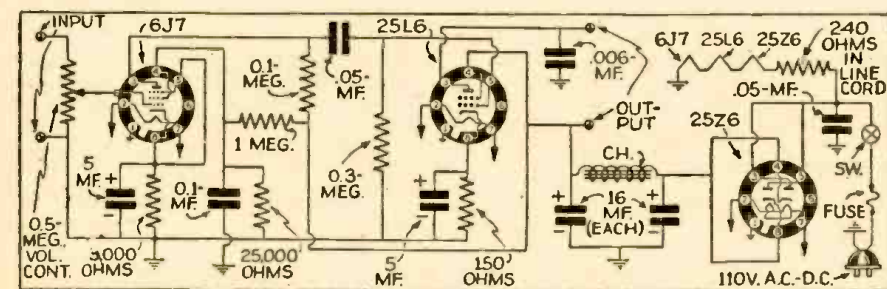 INPUT
6J7
0.1-
MEG.
.05-
MF.
25L6
.006-
MF.
6J7 25L6 25Z6
240
OHMS
IN
LINE
CORD
.05-MF.
OUT-
PUT
25Z6
1 MEG.
5
MF.
+
-
0.1-
MF.
0.3-
MEG.
CH.
+
-
+
-
+
-
16
MF.
(EACH)
SW.
FUSE
0.5-
MEG.,
VOL.
CONT.
3,000
OHMS
25,000
OHMS
5
MF.
150
OHMS
110V. A.C.-D.C.